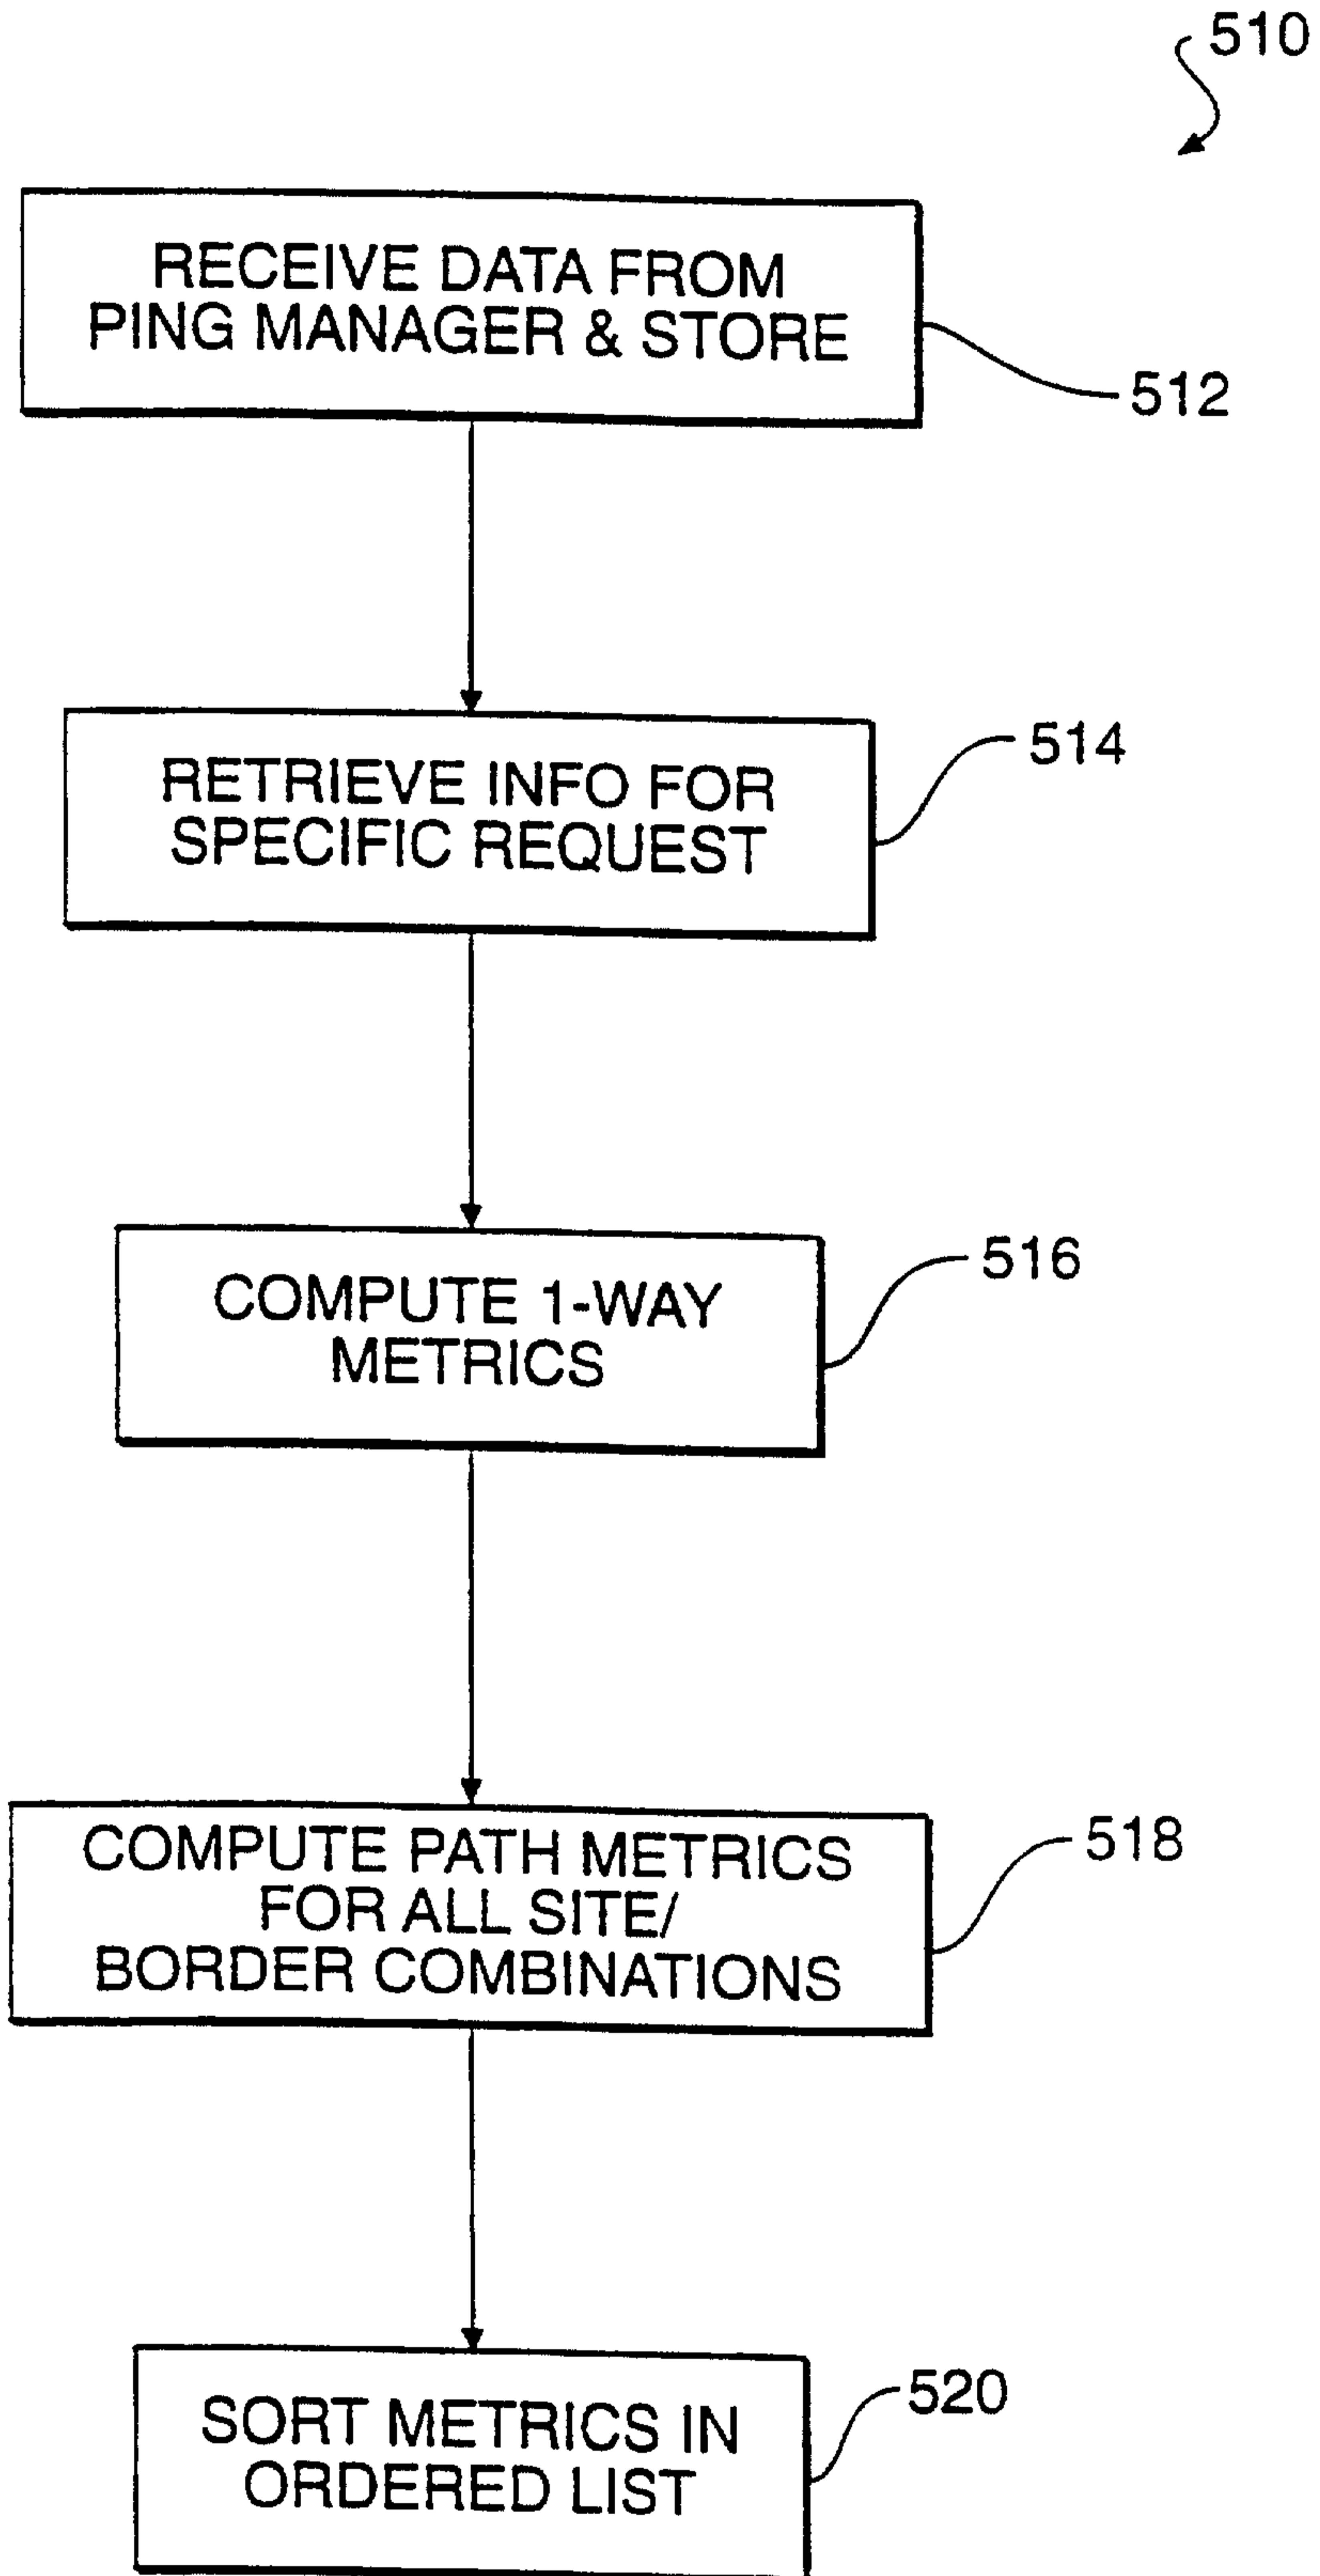 510
RECEIVE DATA FROM
PING MANAGER & STORE
512
RETRIEVE INFO FOR
SPECIFIC REQUEST
514
COMPUTE 1-WAY
METRICS
516
COMPUTE PATH METRICS
FOR ALL SITE/
BORDER COMBINATIONS
518
SORT METRICS IN
ORDERED LIST
520